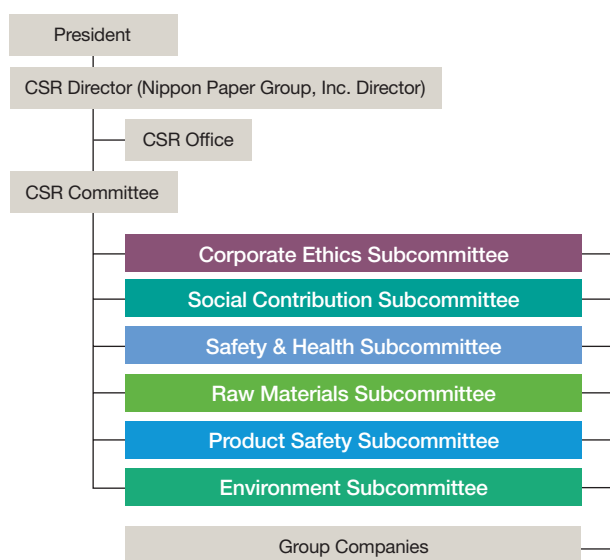 President
CSR Director (Nippon Paper Group, Inc. Director)
CSR Office
CSR Committee
Corporate Ethics Subcommittee
Social Contribution Subcommittee
Safety & Health Subcommittee
Raw Materials Subcommittee
Product Safety Subcommittee
Environment Subcommittee
Group Companies